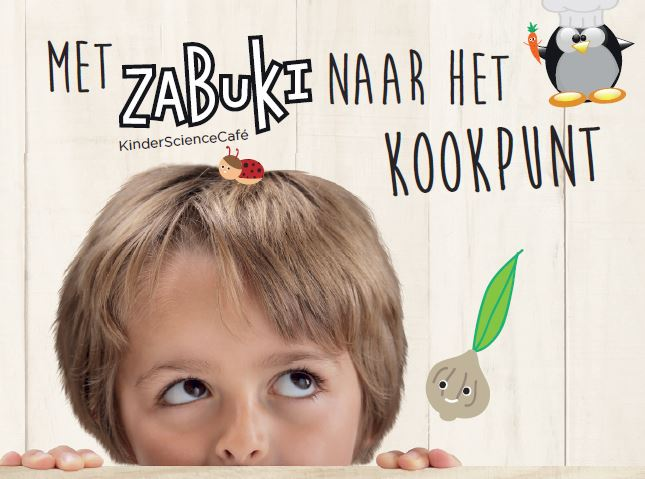 MET ZABUKI NAAR HET
KinderScienceCafé
KOOKPUNT